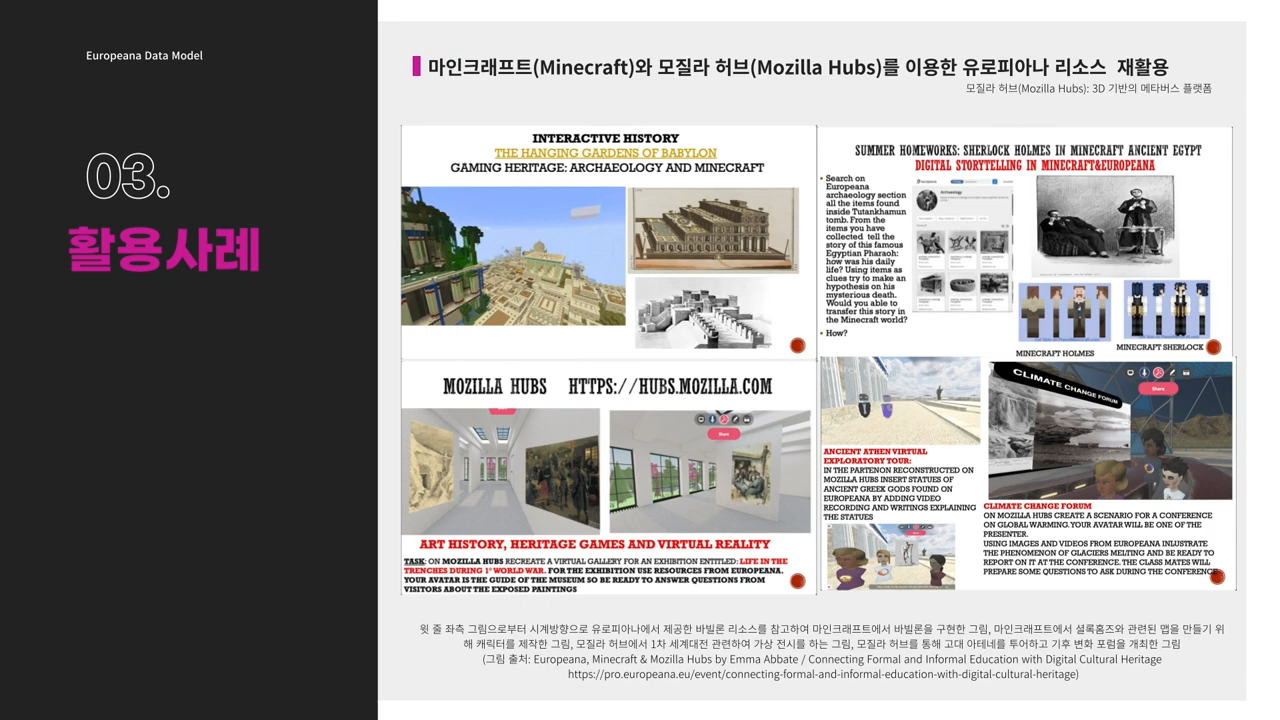 Europeana Data Model
03.
활용사례
마인크래프트(Minecraft)와 모질라 허브(Mozilla Hubs)를 이용한 유로피아나 리소스 재활용
모질라 허브(Mozilla Hubs): 3D 기반의 메타버스 플랫폼
INTERACTIVE HISTORY
THE HANGING GARDENS OF BABYLON
GAMING HERITAGE: ARCHAEOLOGY AND MINECRAFT
SUMMER HOMEWORKS: SHERLOCK HOLMES IN MINECRAFT ANCIENT EGYPT
DIGITAL STORYTELLING IN MINECRAFT&EUROPEANA
• Search on
Europeana
archaeology section
all the items found
inside Tutankhamun
tomb. From the
items you have
collected tell the
story of this famous
Egyptian Pharaoh:
how was his daily
life? Using items as
clues try to make an
hypothesis on his
mysterious death.
Would you able to
transfer this story in
the Minecraft world?
• How?
Archaeology
MINECRAFT HOLMES
MINECRAFT SHERLOCK
MOZILLA HUBS HTTPS://HUBS.MOZILLA.COM
Share
ART HISTORY, HERITAGE GAMES AND VIRTUAL REALITY
TASK: ON MOZILLA HUBS RECREATE A VIRTUAL GALLERY FOR AN EXHIBITION ENTITLED: LIFE IN THE
TRENCHES DURING 1° WORLD WAR. FOR THE EXHIBITION USE RESOURCES FROM EUROPEANA.
YOUR AVATAR IS THE GUIDE OF THE MUSEUM SO BE READY TO ANSWER QUESTIONS FROM
VISITORS ABOUT THE EXPOSED PAINTINGS
ANCIENT ATHEN VIRTUAL
EXPLORATORY TOUR:
IN THE PARTENON RECONSTRUCTED ON
MOZILLA HUBS INSERT STATUES OF
ANCIENT GREEK GODS FOUND ON
EUROPEANA BY ADDING VIDEO
RECORDING AND WRITINGS EXPLAINING
THE STATUES
CLIMATE CHANGE FORUM
Share
CLIMATE CHANGE FORUM
ON MOZILLA HUBS CREATE A SCENARIO FOR A CONFERENCE
ON GLOBAL WARMING. YOUR AVATAR WILL BE ONE OF THE
PRESENTER.
USING IMAGES AND VIDEOS FROM EUROPEANA INLUSTRATE
THE PHENOMENON OF GLACIERS MELTING AND BE READY TO
REPORT ON IT AT THE CONFERENCE. THE CLASS MATES WILL
PREPARE SOME QUESTIONS TO ASK DURING THE CONFERENCE
윗 줄 좌측 그림으로부터 시계방향으로 유로피아나에서 제공한 바빌론 리소스를 참고하여 마인크래프트에서 바빌론을 구현한 그림, 마인크래프트에서 셜록홈즈와 관련된 맵을 만들기 위
해 캐릭터를 제작한 그림, 모질라 허브에서 1차 세계대전 관련하여 가상 전시를 하는 그림, 모질라 허브를 통해 고대 아테네를 투어하고 기후 변화 포럼을 개최한 그림
(그림 출처: Europeana, Minecraft & Mozilla Hubs by Emma Abbate / Connecting Formal and Informal Education with Digital Cultural Heritage
https://pro.europeana.eu/event/connecting-formal-and-informal-education-with-digital-cultural-heritage)